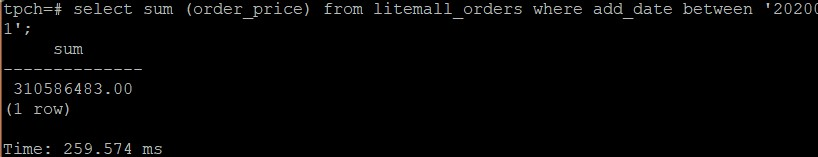 tpch=# select sum (order_price) from litemall_orders where add_date between '2020
1';
sum
--------------
310586483.00
(1 row)
Time: 259.574 ms